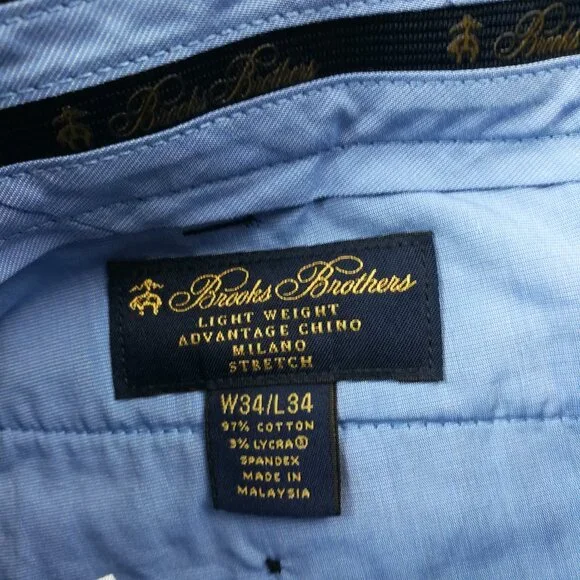 Brooks Brothers
Brooks Brothers
Brooks Brothers
LIGHT WEIGHT
ADVANTAGE CHINO
MILANO
STRETCH
W34/L34
97% COTTON
3% LYCRA®
SPANDEX
MADE IN
MALAYSIA